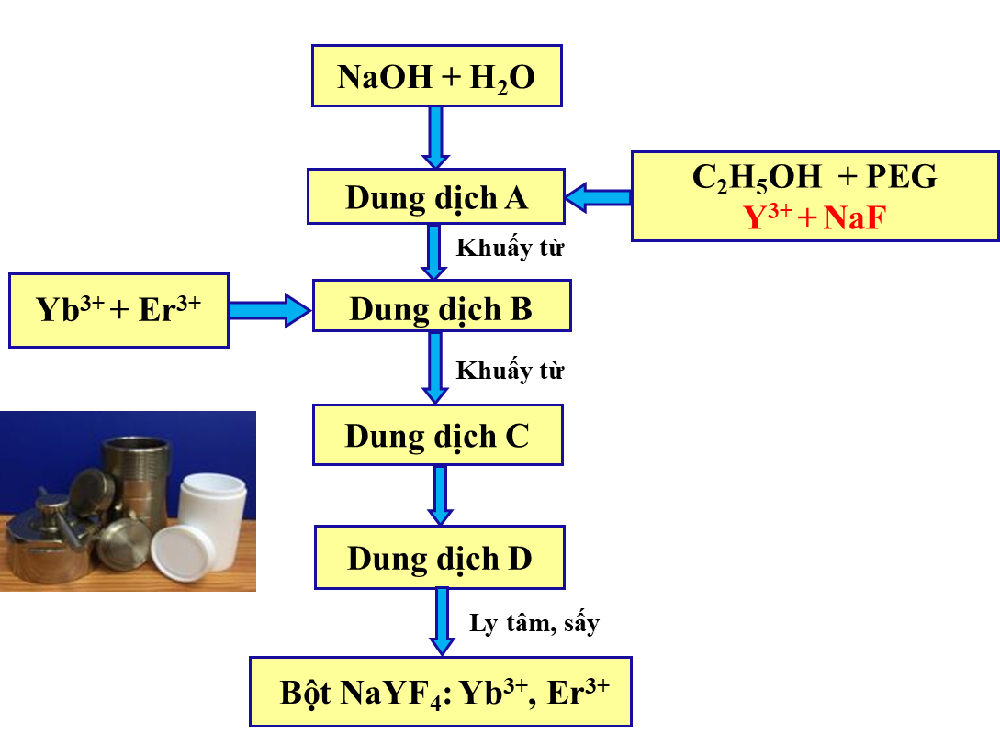 NaOH + H₂O
Dung dịch A
C₂H₅OH + PEG
Y³⁺ + NaF
Khuấy từ
Yb³⁺ + Er³⁺
Dung dịch B
Khuấy từ
Dung dịch C
Dung dịch D
Ly tâm, sấy
Bột NaYF₄: Yb³⁺, Er³⁺